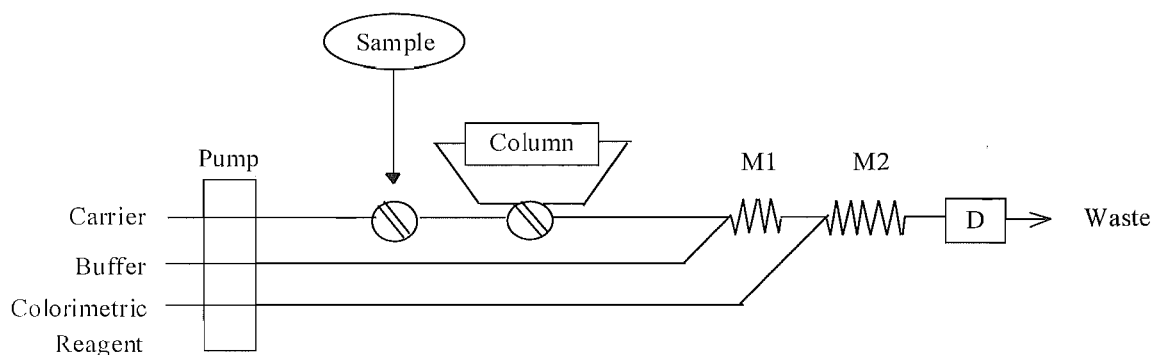 Sample
Column
Pump
M1 M2
Carrier
D
Waste
Buffer
Colorimetric
Reagent